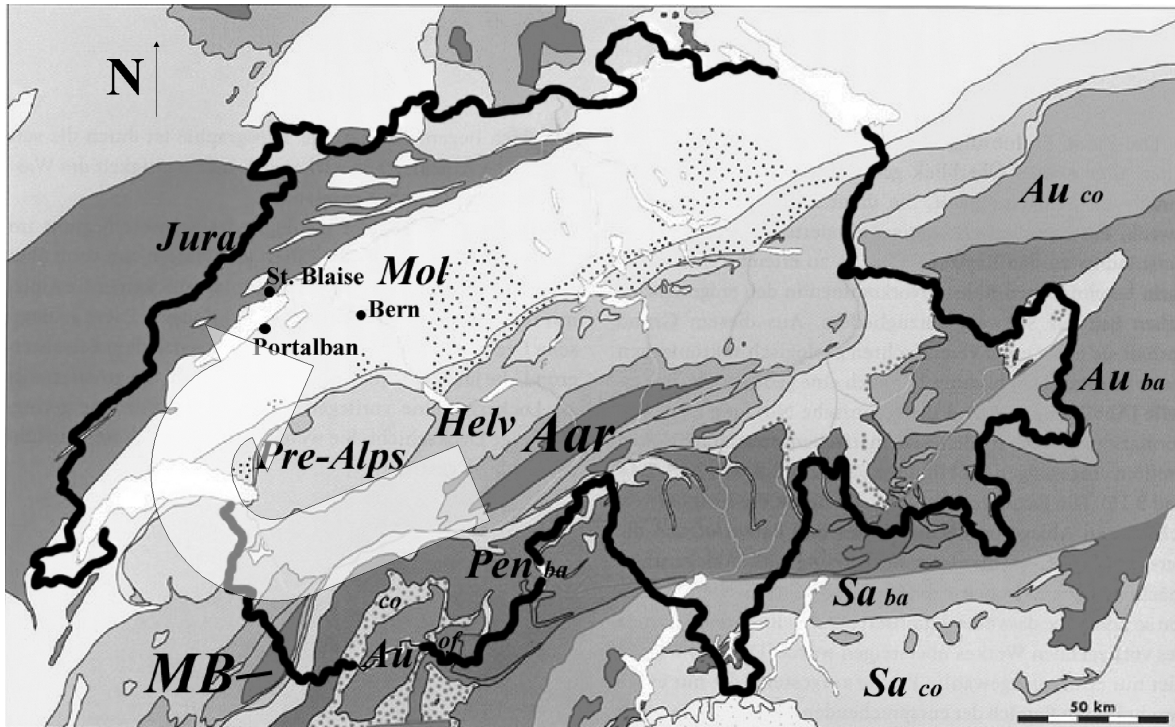 N
Au co
Jura
St. Blaise
Mol
Bern
Portalban
Au ba
Helv
Aar
Pre-Alps
Pen ba
co
Sa ba
of
Au
MB
Sa co
50 km